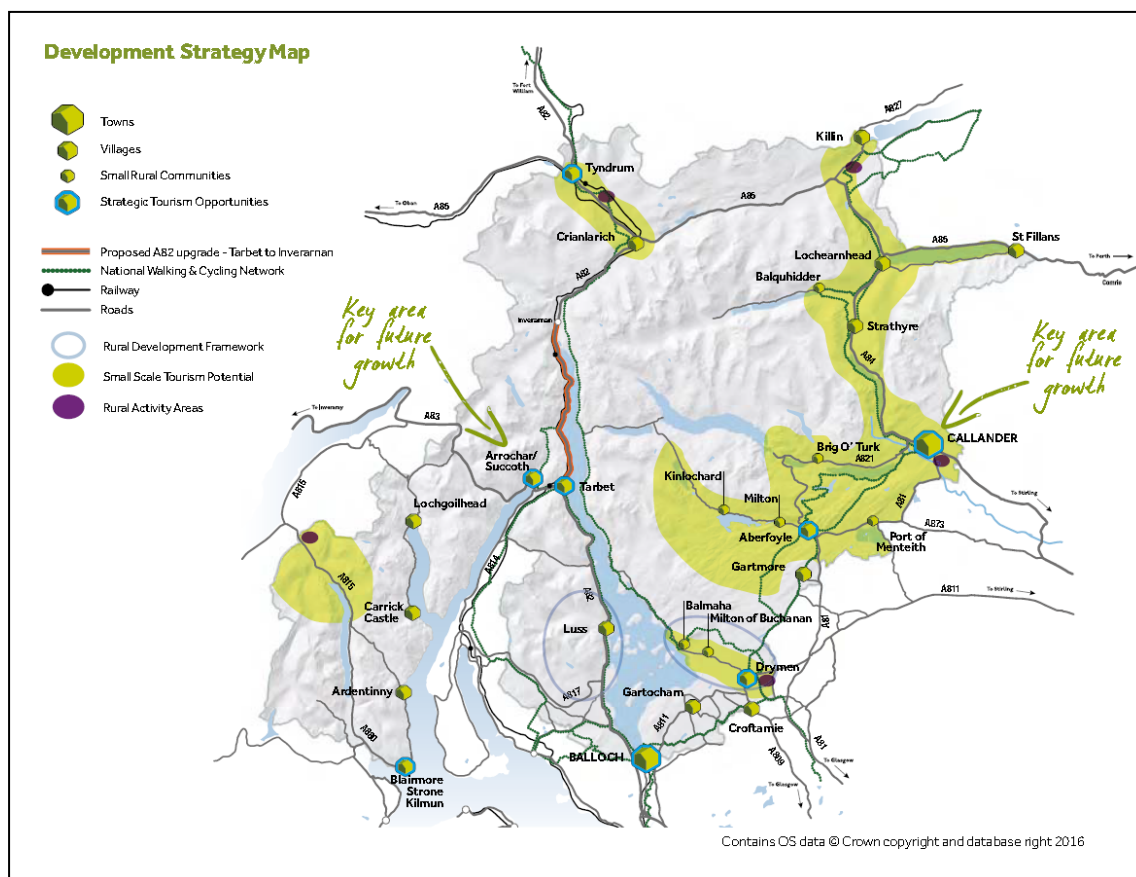 Development Strategy Map
Towns
Villages
Small Rural Communities
Strategic Tourism Opportunities
Proposed A82 upgrade - Tarbet to Inverarnan
National Walking & Cycling Network
Railway
Roads
Rural Development Framework
Small Scale Tourism Potential
Rural Activity Areas
To Fort
William
A82
Tyndrum
A85
To Oban
Crianlarich
A82
A85
Killin
A827
Lochearnhead
A85
St Fillans
To Perth
Comrie
Balquhidder
Strathyre
A84
Inverarnan
Key area
for future
growth
Key area
for future
growth
To Inveraray
A83
A815
Arrochar/
Succoth
Tarbet
Lochgoilhead
A814
A815
Carrick
Castle
Ardentinny
A880
Blairmore
Strone
Kilmun
Brig O' Turk
A821
CALLANDER
Kinlochard
Milton
Aberfoyle
A81
A873
Port of
Menteith
To Stirling
Gartmore
A811
To Stirling
A81
A82
Luss
Balmaha
Milton of Buchanan
Drymen
A817
Gartocharn
A811
Croftamie
BALLOCH
A809
A81
To Glasgow
To Glasgow
Contains OS data © Crown copyright and database right 2016